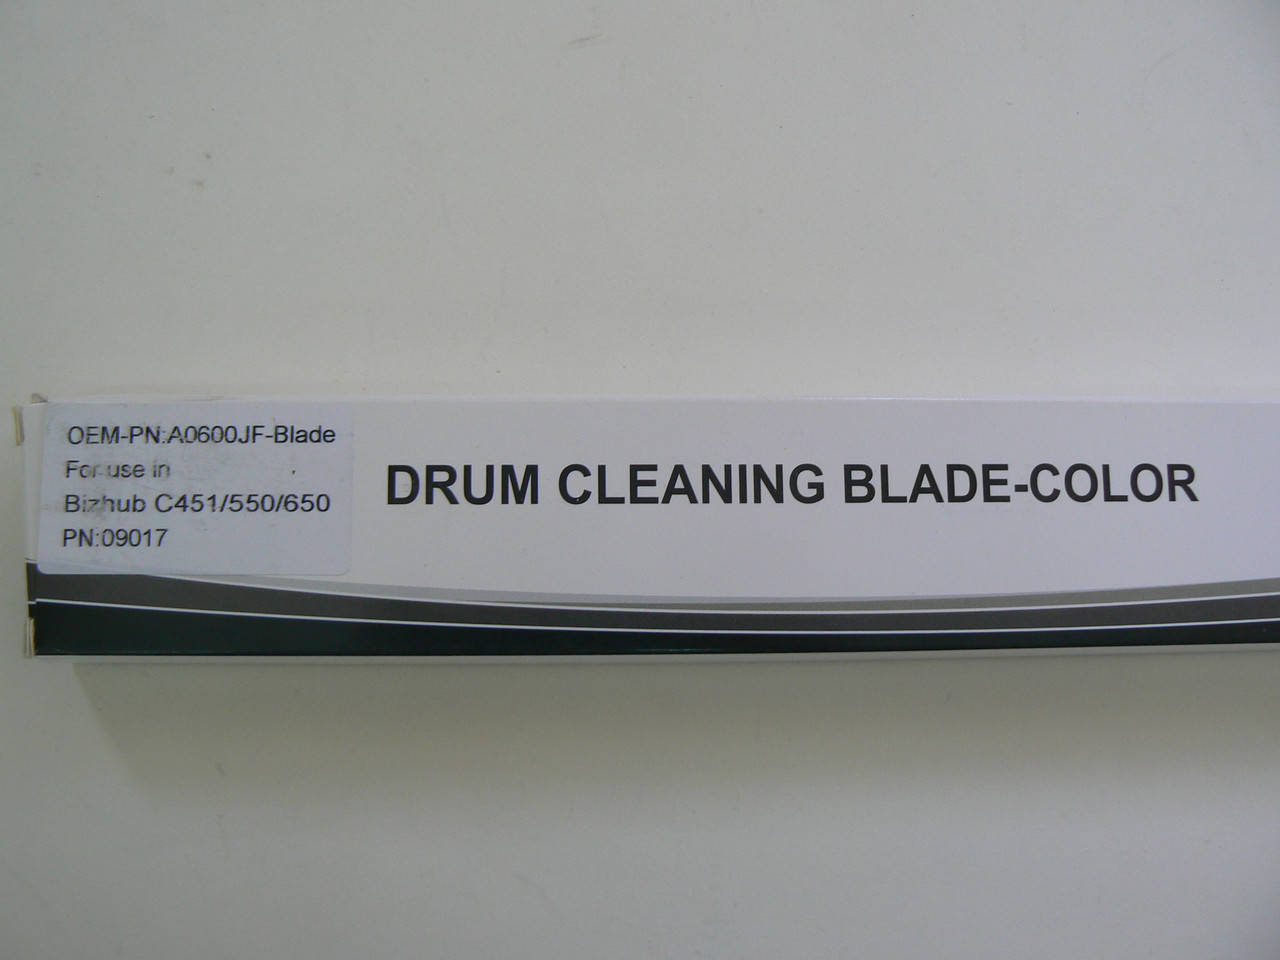 OEM-PN:A0600JF-Blade
For use in
Bizhub C451/550/650
PN:09017
DRUM CLEANING BLADE-COLOR